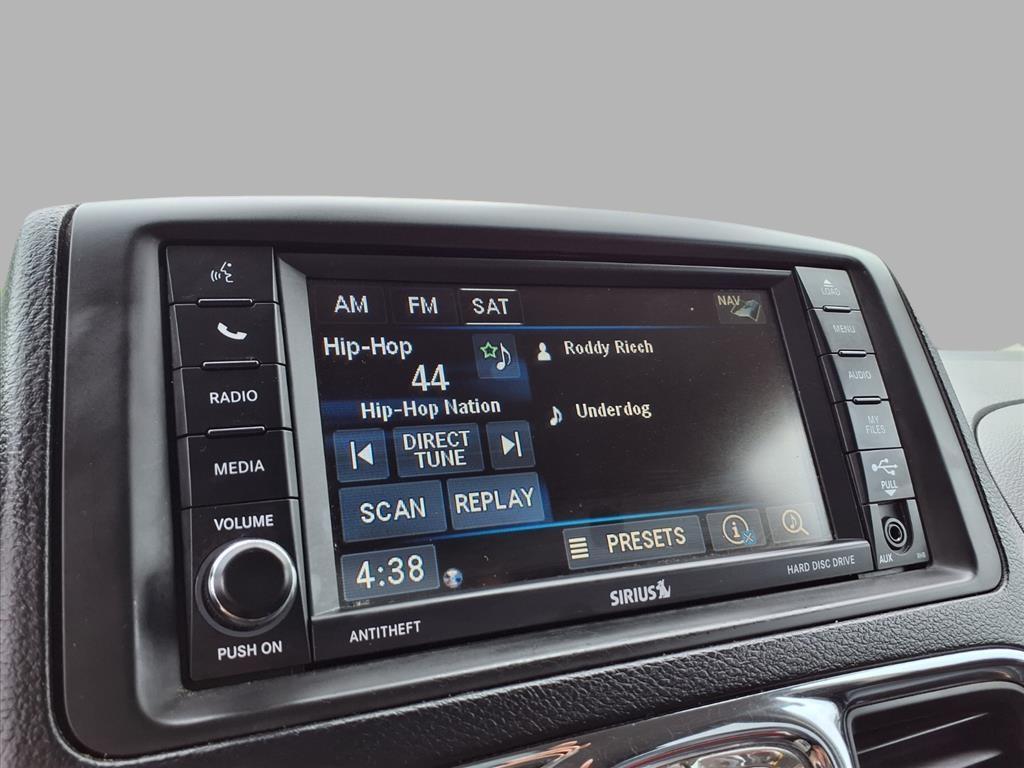 AM FM SAT NAV
Hip-Hop
44
Hip-Hop Nation
Roddy Ricch
Underdog
DIRECT
TUNE
SCAN REPLAY
4:38
PRESETS
RADIO
MEDIA
VOLUME
PUSH ON
ANTITHEFT
SIRIUS
HARD DISC DRIVE
LOAD
MENU
AUDIO
MY
FILES
PULL
AUX